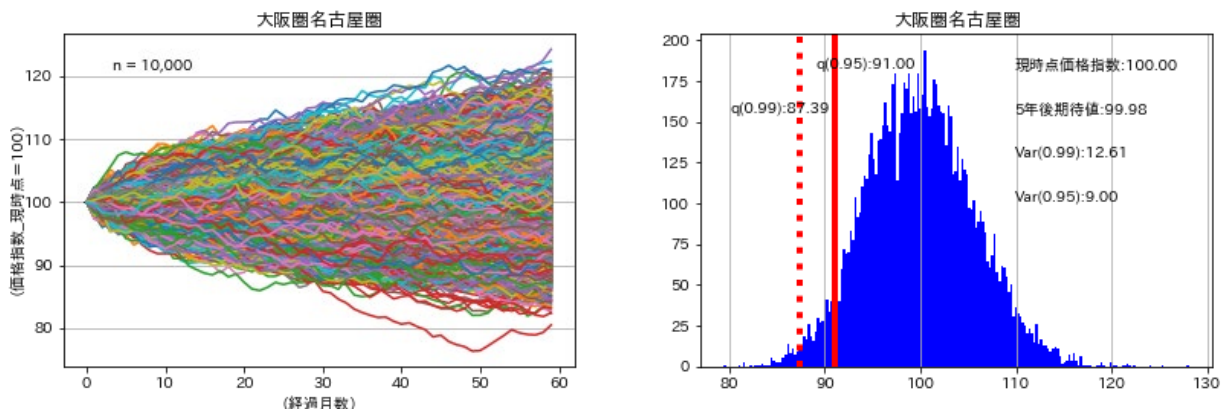 大阪圏名古屋圏
n = 10,000
120
110
100
90
80
(価格指数_現時点=100)
0 10 20 30 40 50 60
(経過月数)
大阪圏名古屋圏
200
175
150
125
100
75
50
25
0
q(0.95):91.00
q(0.99):87.39
現時点価格指数:100.00
5年後期待値:99.98
Var(0.99):12.61
Var(0.95):9.00
80 90 100 110 120 130